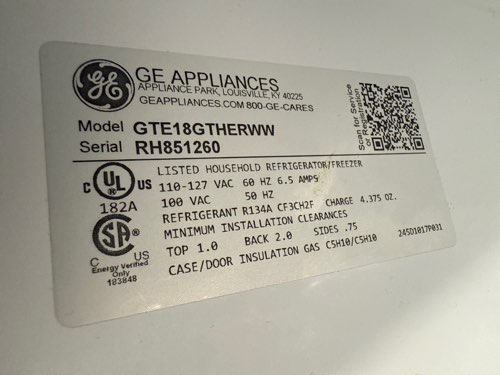 GE APPLIANCES
APPLIANCE PARK, LOUISVILLE, KY 40225
GEAPPLIANCES.COM 800-GE-CARES
Scan for Service
or Registration
Model GTE18GTHERWW
Serial RH851260
C UL US
182A
LISTED HOUSEHOLD REFRIGERATOR/FREEZER
110-127 VAC 60 HZ 6.5 AMPS
100 VAC 50 HZ
REFRIGERANT R134A CF3CH2F CHARGE 4.375 OZ.
MINIMUM INSTALLATION CLEARANCES
TOP 1.0 BACK 2.0 SIDES .75
CASE/DOOR INSULATION GAS C5H10/C5H10
245D1017P031
SA
C US
Energy Verified
Only
183848